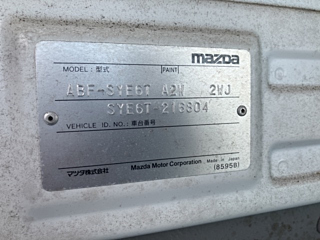 mazda
MODEL: 型式 PAINT
ABF-SYE6T A2W 2WJ
SYE6T-213304
VEHICLE ID. NO.: 車台番号
マツダ株式会社 Mazda Motor Corporation Made in Japan
(85958)